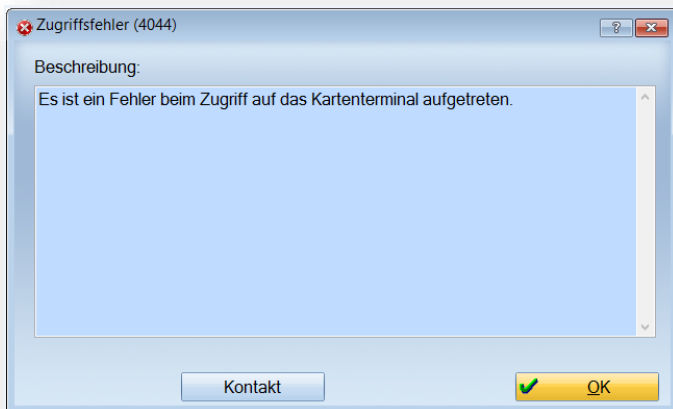 Zugriffsfehler (4044)
Beschreibung:
Es ist ein Fehler beim Zugriff auf das Kartenterminal aufgetreten.
Kontakt
OK